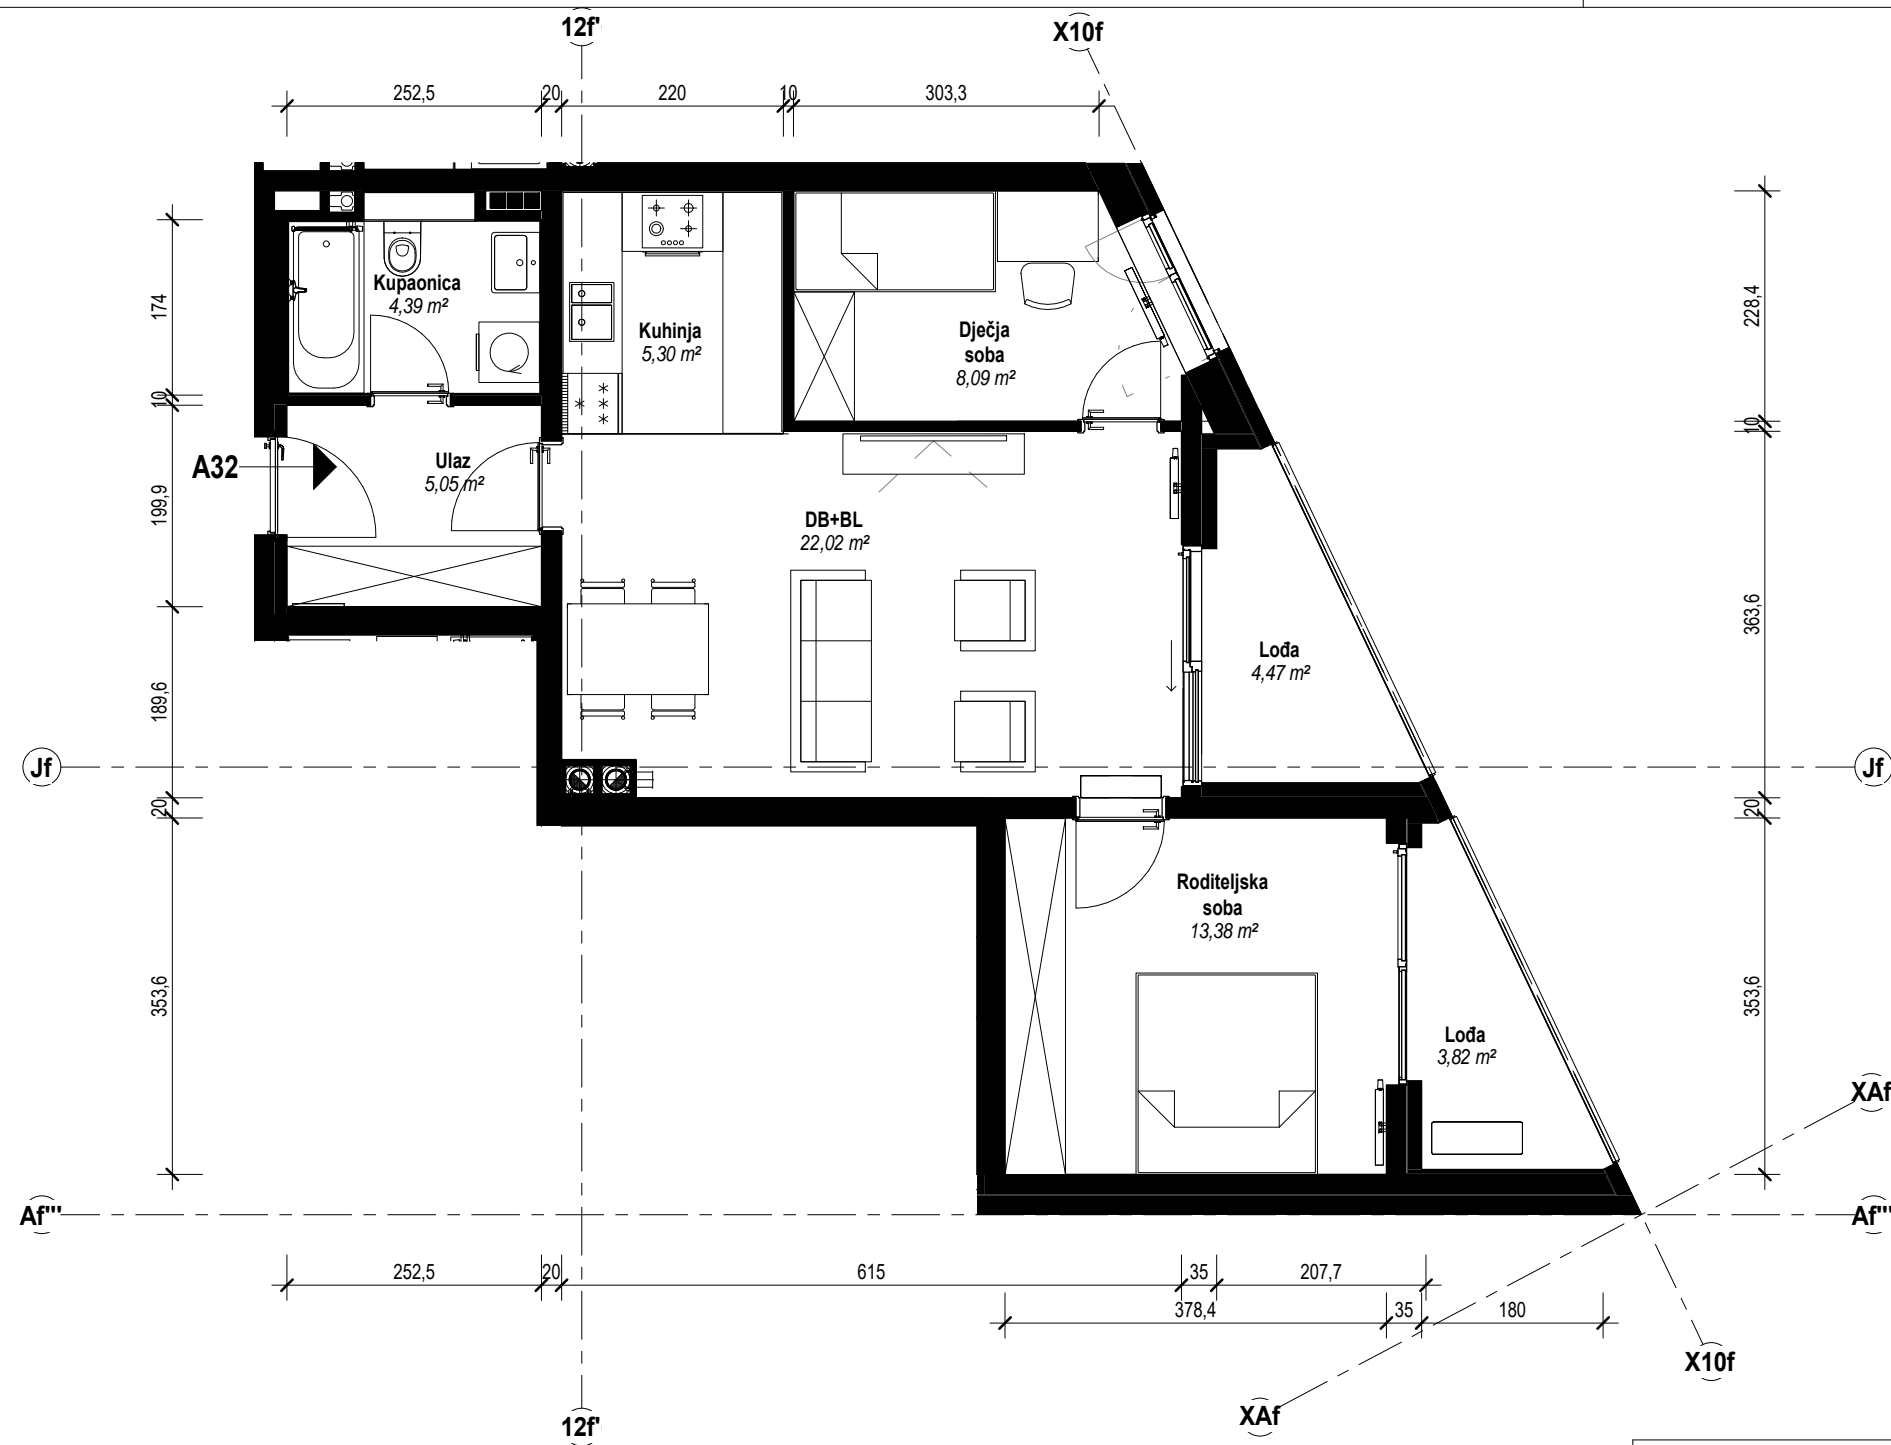 12f'
X10f
252,5
20
220
10
303,3
174
10
199,9
189,6
20
353,6
228,4
10
363,6
20
353,6
Kupaonica
4,39 m²
Kuhinja
5,30 m²
Dječja
soba
8,09 m²
A32
Ulaz
5,05 m²
DB+BL
22,02 m²
Lođa
4,47 m²
Jf
Jf
Roditeljska
soba
13,38 m²
Lođa
3,82 m²
XAf
Af'''
Af'''
252,5
20
615
35
207,7
378,4
35
180
X10f
XAf
12f'